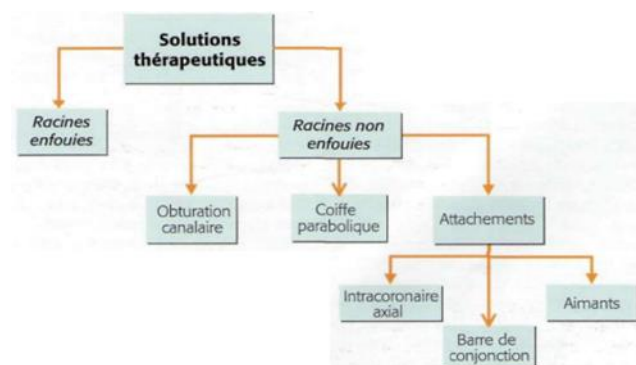 Solutions
thérapeutiques
Racines
enfouies
Racines non
enfouies
Obturation
canalaire
Coiffe
parabolique
Attachements
Intracoronaire
axial
Barre de
conjonction
Aimants